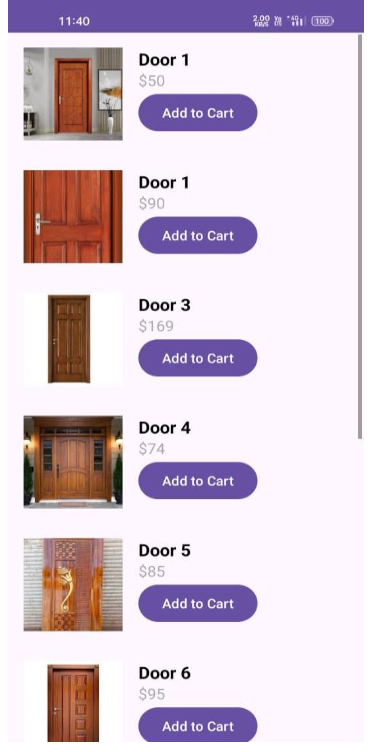 11:40
2.00 KB/S 4G 100
Door 1
$50
Add to Cart
Door 1
$90
Add to Cart
Door 3
$169
Add to Cart
Door 4
$74
Add to Cart
Door 5
$85
Add to Cart
Door 6
$95
Add to Cart